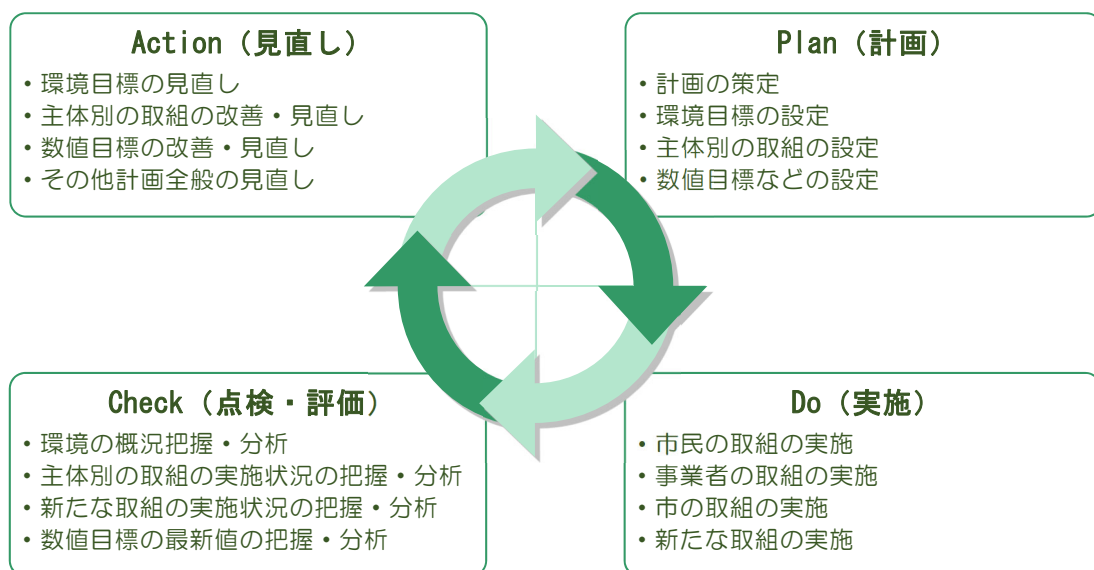 Action（見直し）
・環境目標の見直し
・主体別の取組の改善・見直し
・数値目標の改善・見直し
・その他計画全般の見直し
Plan（計画）
・計画の策定
・環境目標の設定
・主体別の取組の設定
・数値目標などの設定
Check（点検・評価）
・環境の概況把握・分析
・主体別の取組の実施状況の把握・分析
・新たな取組の実施状況の把握・分析
・数値目標の最新値の把握・分析
Do（実施）
・市民の取組の実施
・事業者の取組の実施
・市の取組の実施
・新たな取組の実施